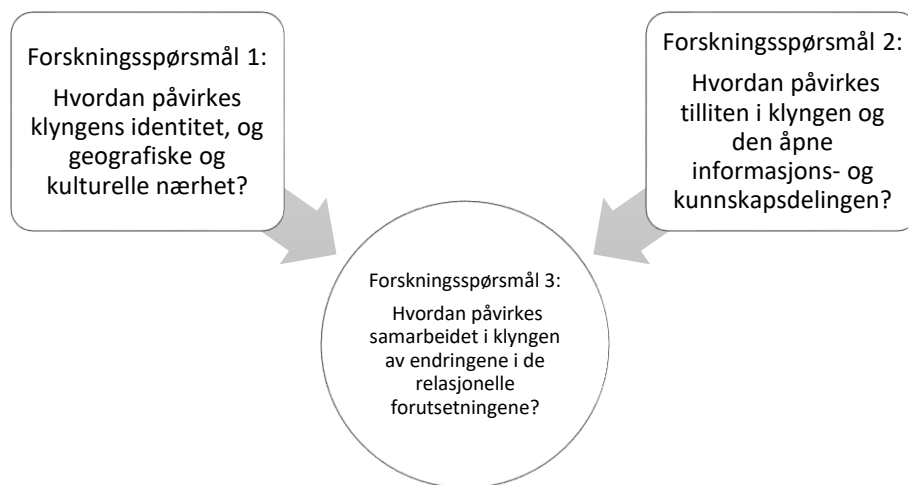 Forskningsspørsmål 1:
Hvordan påvirkes
klyngens identitet, og
geografiske og
kulturelle nærhet?
Forskningsspørsmål 2:
Hvordan påvirkes
tilliten i klyngen og
den åpne
informasjons- og
kunnskapsdelingen?
Forskningsspørsmål 3:
Hvordan påvirkes
samarbeidet i klyngen
av endringene i de
relasjonelle
forutsetningene?